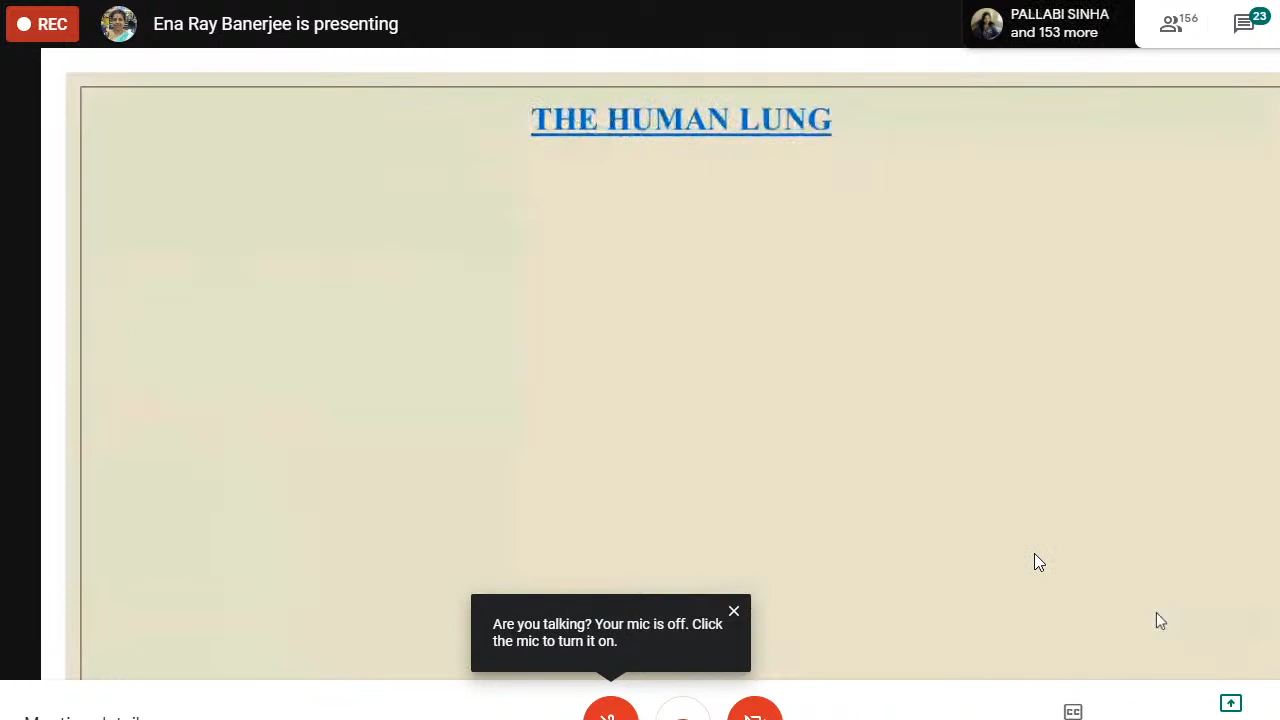 REC
Ena Ray Banerjee is presenting
PALLABI SINHA
and 153 more
156
23
THE HUMAN LUNG
Are you talking? Your mic is off. Click
the mic to turn it on.
CC